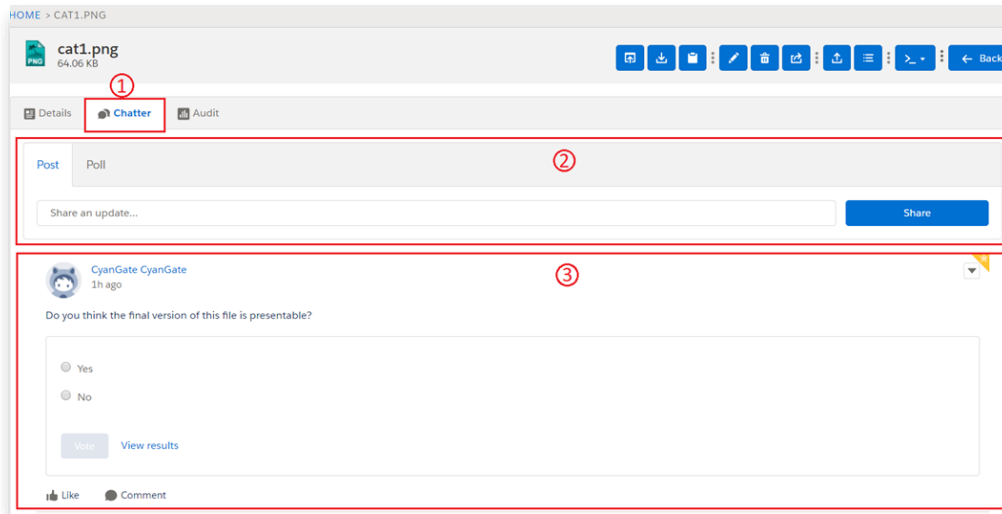 HOME > CAT1.PNG
PNG
cat1.png
64.06 KB
Back
1
Details
Chatter
Audit
2
Post
Poll
Share an update...
Share
3
CyanGate CyanGate
1h ago
Do you think the final version of this file is presentable?
Yes
No
Vote
View results
Like
Comment